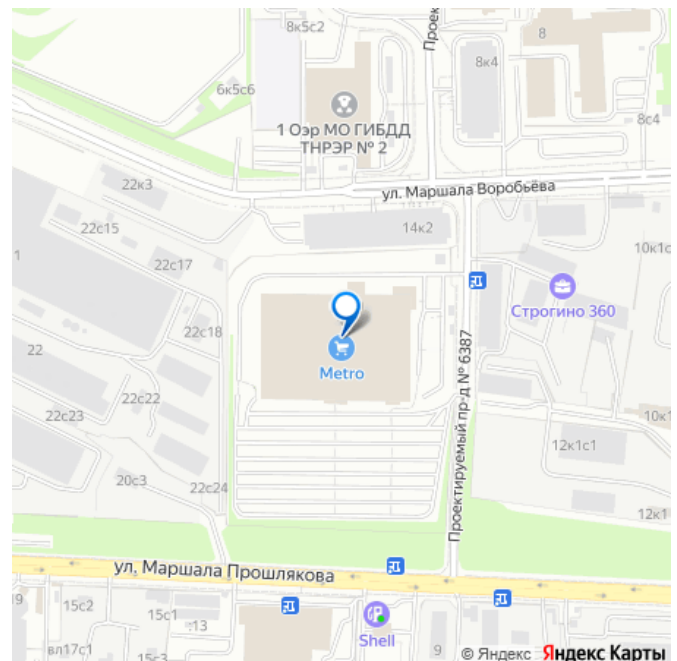 8к5с2
Проек
8
8к4
6к5с6
1 Оэр МО ГИБДД
ТНРЭР № 2
8с4
22к3
ул. Маршала Воробьёва
22с15
14к2
10к1с
1
22с17
Строгино 360
22с18
22
Metro
Проектируемый пр-д № 6387
22с22
22с23
10к1
12к1с1
20с3
22с24
12к1
ул. Маршала Прошлякова
19
15с2
15с1
13
вл17с1
15с3
Shell
9
© Яндекс Яндекс Карты